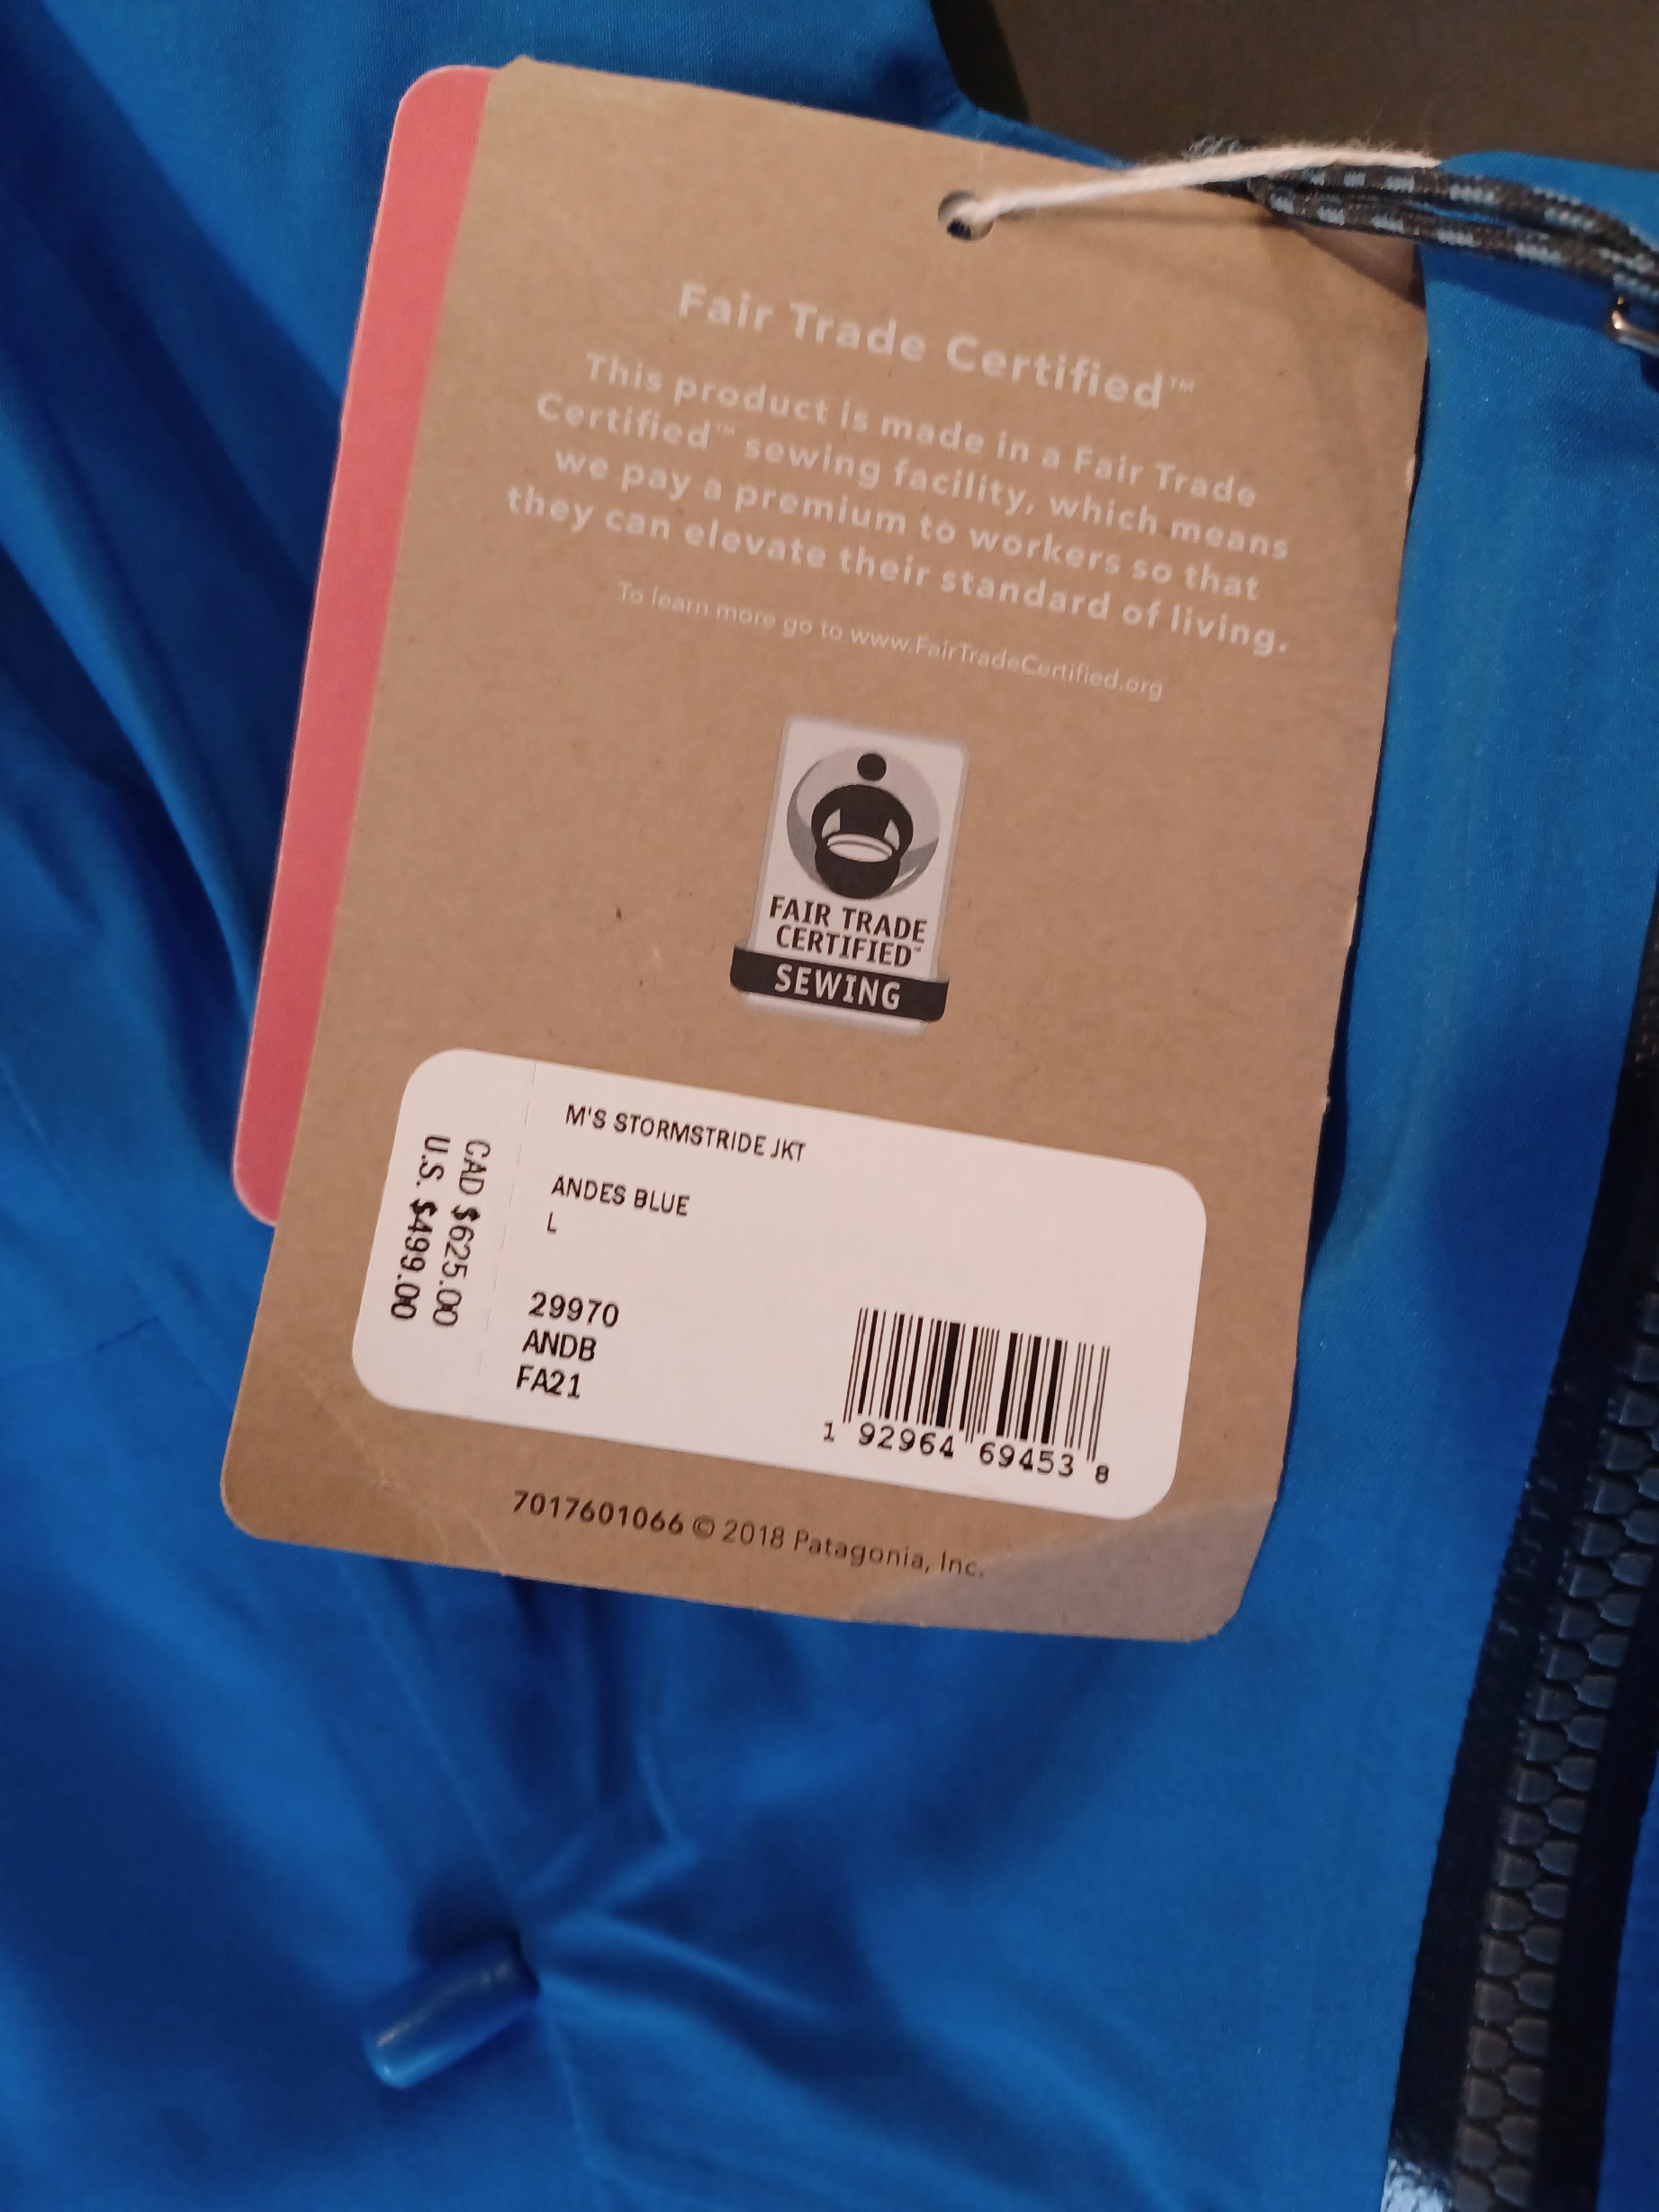 Fair Trade Certified™
This product is made in a Fair Trade
Certified™ sewing facility, which means
we pay a premium to workers so that
they can elevate their standard of living.
To learn more go to www.FairTradeCertified.org
FAIR TRADE
CERTIFIED™
SEWING
CAD $625.00
U.S. $499.00
M'S STORMSTRIDE JKT
ANDES BLUE
L
29970
ANDB
FA21
1 92964 69453 8
7017601066 © 2018 Patagonia, Inc.